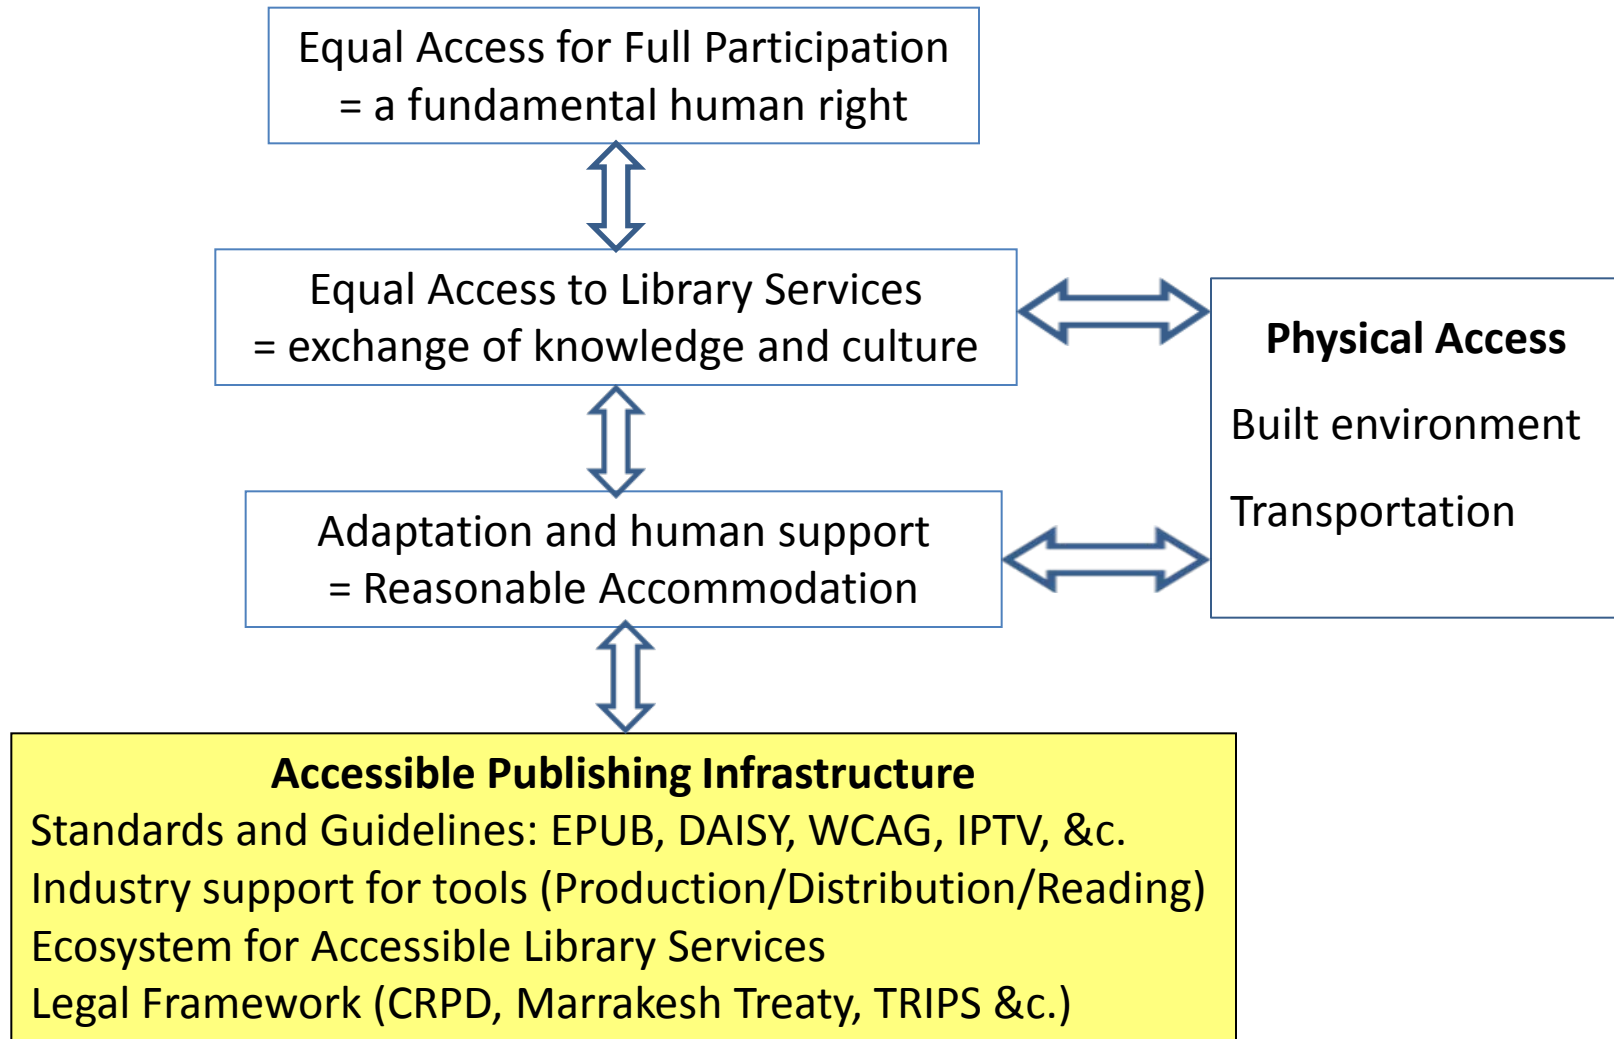 Equal Access for Full Participation
= a fundamental human right
Equal Access to Library Services
= exchange of knowledge and culture
Physical Access
Built environment
Transportation
Adaptation and human support
= Reasonable Accommodation
Accessible Publishing Infrastructure
Standards and Guidelines: EPUB, DAISY, WCAG, IPTV, &c.
Industry support for tools (Production/Distribution/Reading)
Ecosystem for Accessible Library Services
Legal Framework (CRPD, Marrakesh Treaty, TRIPS &c.)